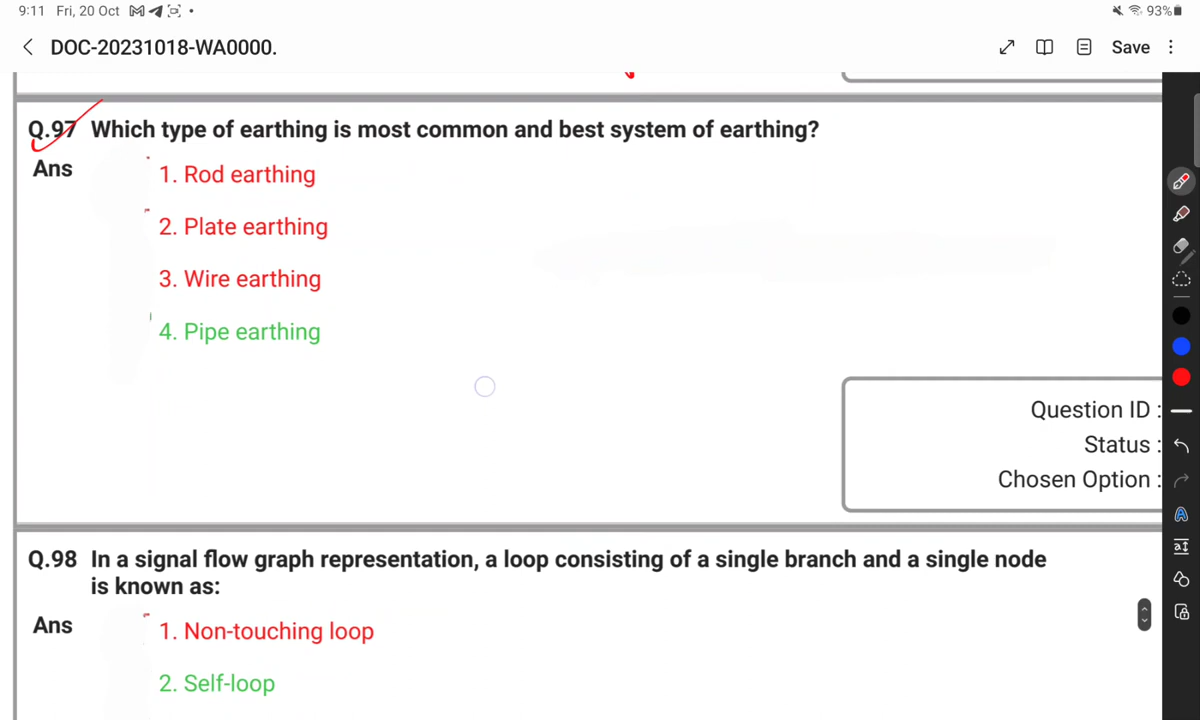 9:11 Fri, 20 Oct
93%
DOC-20231018-WA0000.
Save
Q.97 Which type of earthing is most common and best system of earthing?
Ans
1. Rod earthing
2. Plate earthing
3. Wire earthing
4. Pipe earthing
Question ID :
Status :
Chosen Option :
Q.98 In a signal flow graph representation, a loop consisting of a single branch and a single node
is known as:
Ans
1. Non-touching loop
2. Self-loop